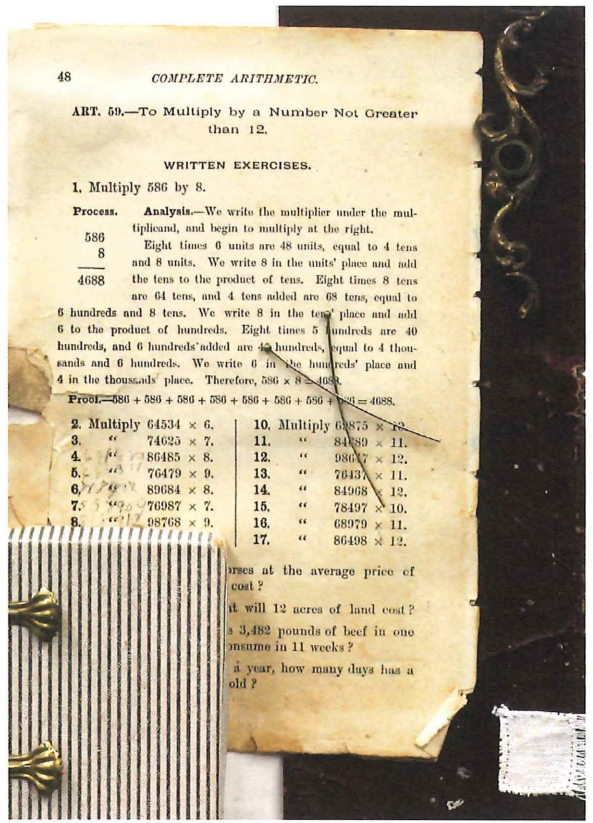 48
COMPLETE ARITHMETIC.
ART. 59.—To Multiply by a Number Not Greater
than 12.
WRITTEN EXERCISES.
1. Multiply 586 by 8.
Process.
586
8
4688
Analysis.—We write the multiplier under the mul-
tiplicand, and begin to multiply at the right.
Eight times 6 units are 48 units, equal to 4 tens
and 8 units. We write 8 in the units' place and add
the tens to the product of tens. Eight times 8 tens
are 64 tens, and 4 tens added are 68 tens, equal to
6 hundreds and 8 tens. We write 8 in the tens' place and add
6 to the product of hundreds. Eight times 5 hundreds are 40
hundreds, and 6 hundreds added are hundreds, equal to 4 thou-
sands and 6 hundreds. We write 6 in the hundreds' place and
4 in the thousands' place. Therefore, 586 × 8 = 4688.
Proof.—586 + 586 + 586 + 586 + 586 + 586 + 586 + 586 = 4688.
2. Multiply 64534 × 6.
3. " 74625 × 7.
4. " 86485 × 8.
5. " 76479 × 9.
6. " 89684 × 8.
7. " 76987 × 7.
8. " 98768 × 9.
10. Multiply × 12.
11. " × 11.
12. " × 12.
13. " 76437 × 11.
14. " 84968 × 12.
15. " 78497 × 10.
16. " 68979 × 11.
17. " 86498 × 12.
orses at the average price of
cost ?
will 12 acres of land cost ?
3,482 pounds of beef in one
onsume in 11 weeks ?
a year, how many days has a
old ?